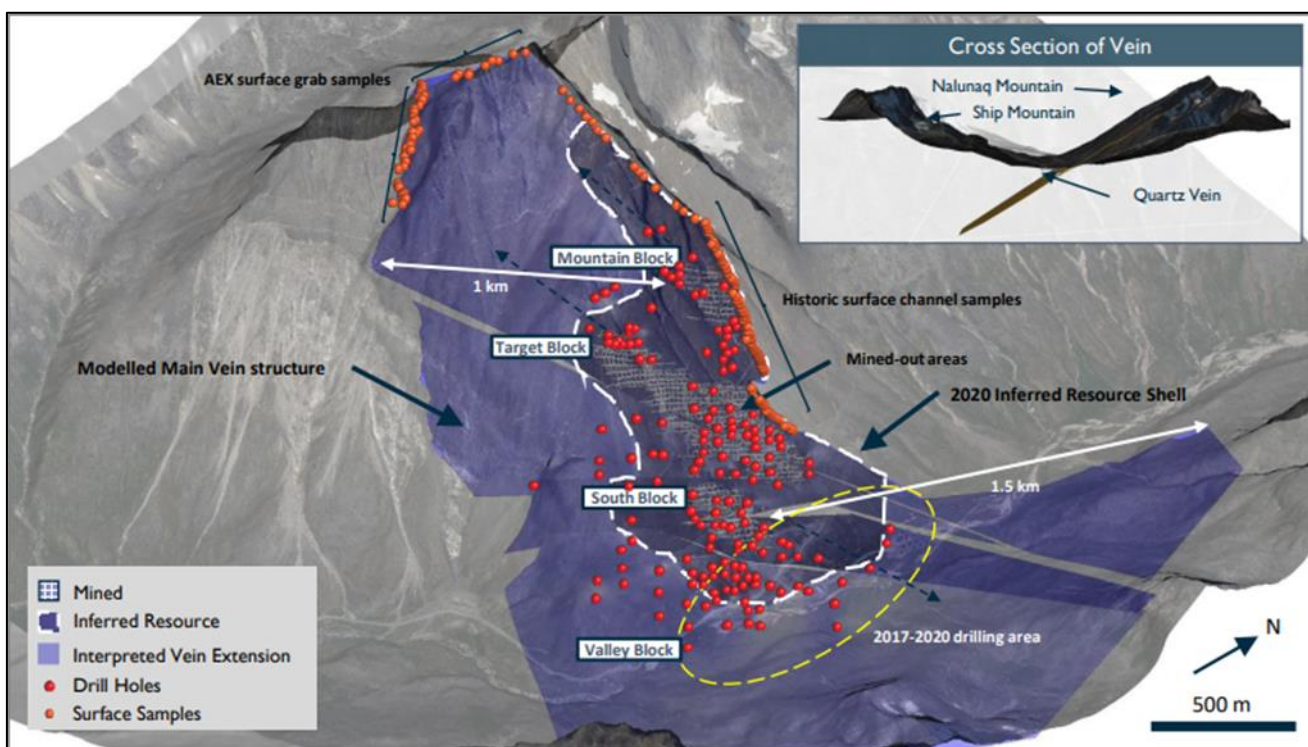 Cross Section of Vein
Nalunaq Mountain
Ship Mountain
Quartz Vein
AEX surface grab samples
Mountain Block
1 km
Historic surface channel samples
Target Block
Mined-out areas
Modelled Main Vein structure
2020 Inferred Resource Shell
South Block
1.5 km
Mined
Inferred Resource
Interpreted Vein Extension
Drill Holes
Surface Samples
Valley Block
2017-2020 drilling area
N
500 m